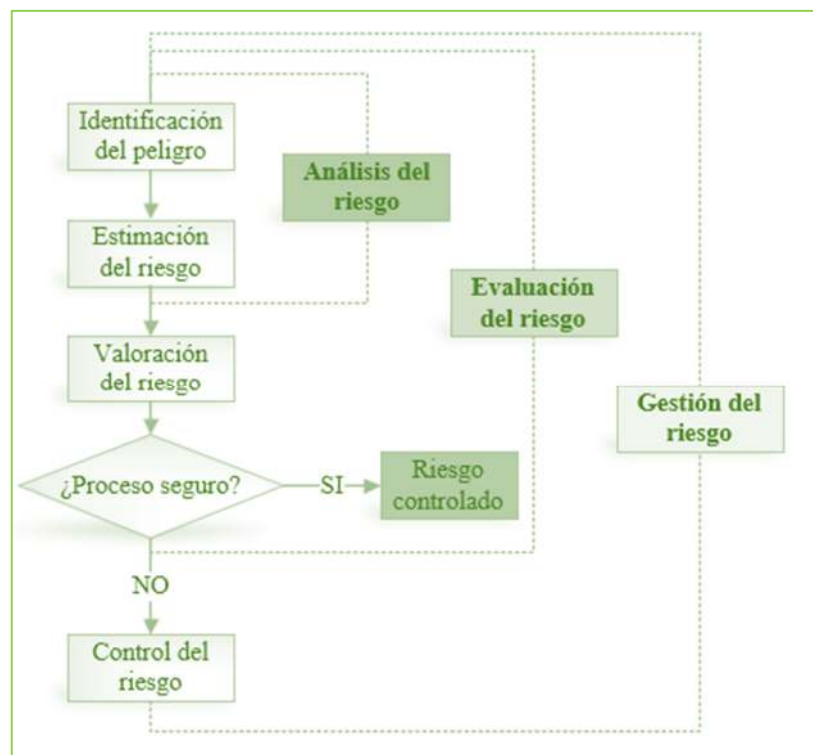 Identificación
del peligro
Análisis del
riesgo
Estimación
del riesgo
Evaluación
del riesgo
Valoración
del riesgo
Gestión del
riesgo
¿Proceso seguro?
SI
Riesgo
controlado
NO
Control del
riesgo